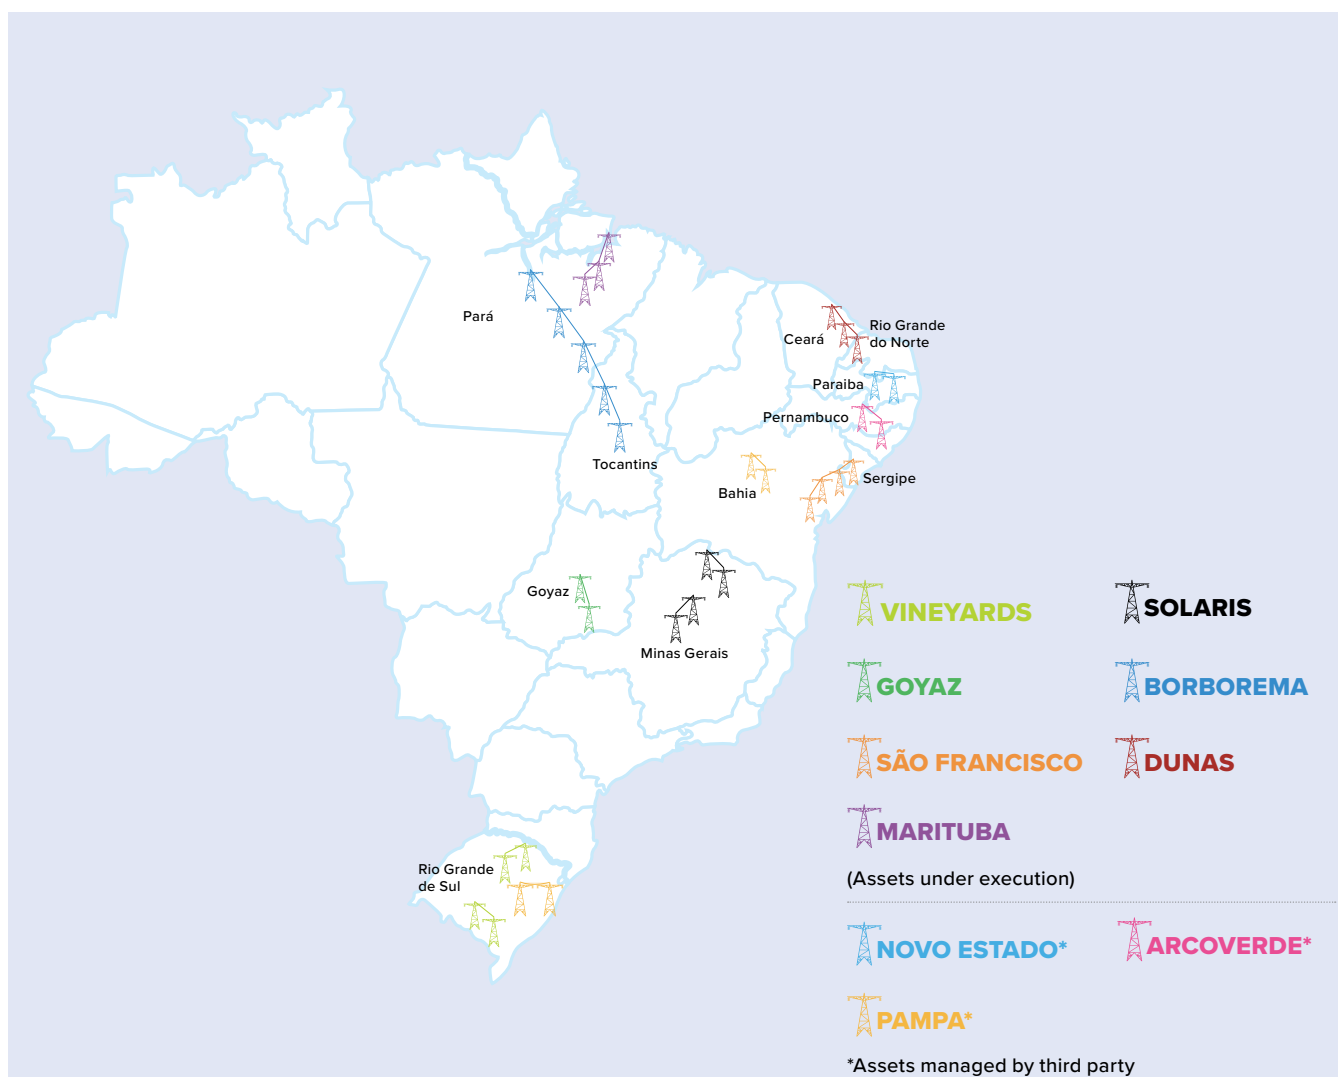 Pará
Ceará
Rio Grande
do Norte
Paraiba
Pernambuco
Tocantins
Bahia
Sergipe
Goyaz
Minas Gerais
Rio Grande
de Sul
VINEYARDS
SOLARIS
GOYAZ
BORBOREMA
SÃO FRANCISCO
DUNAS
MARITUBA
(Assets under execution)
NOVO ESTADO*
ARCOVERDE*
PAMPA*
*Assets managed by third party